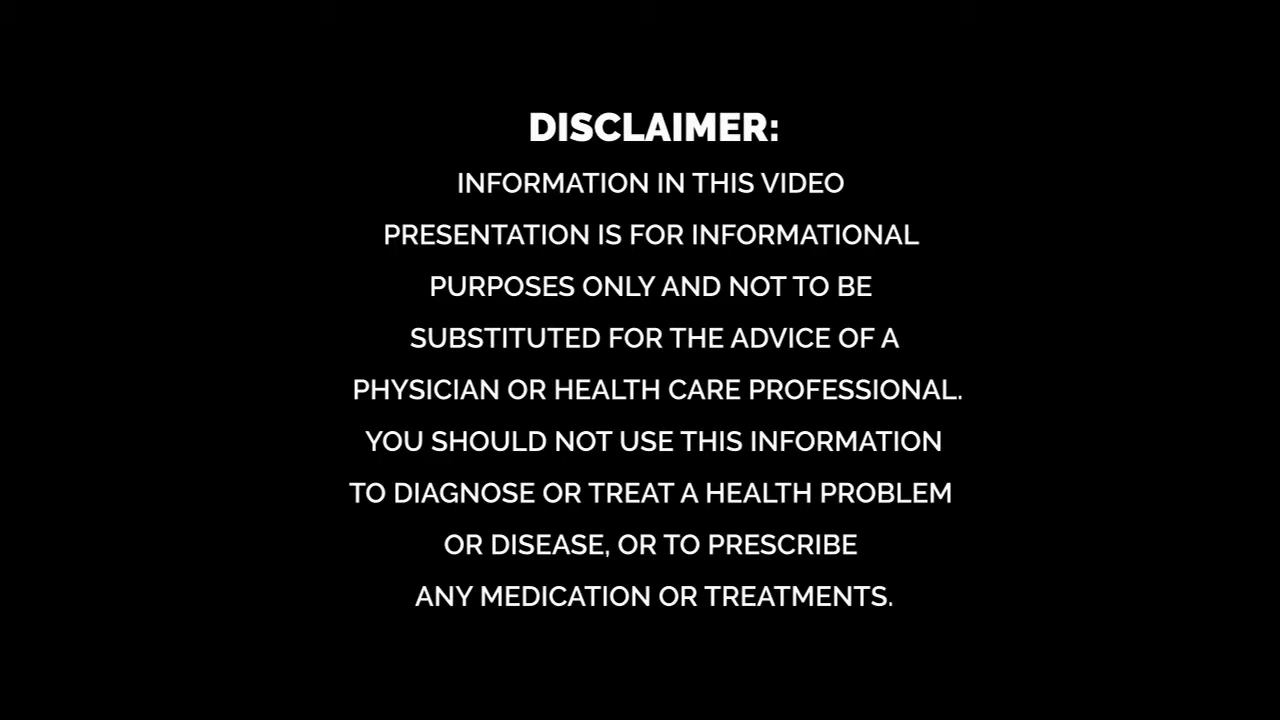 DISCLAIMER:
INFORMATION IN THIS VIDEO
PRESENTATION IS FOR INFORMATIONAL
PURPOSES ONLY AND NOT TO BE
SUBSTITUTED FOR THE ADVICE OF A
PHYSICIAN OR HEALTH CARE PROFESSIONAL.
YOU SHOULD NOT USE THIS INFORMATION
TO DIAGNOSE OR TREAT A HEALTH PROBLEM
OR DISEASE, OR TO PRESCRIBE
ANY MEDICATION OR TREATMENTS.